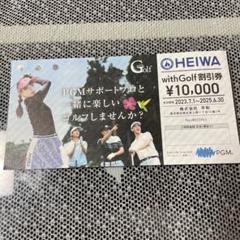 Golf
PGMサポートプロと
一緒に楽しい
ゴルフしませんか?
HEIWA
withGolf 割引券
¥10,000
2023.7.1~2025.6.30
株式会社 平和
PGM